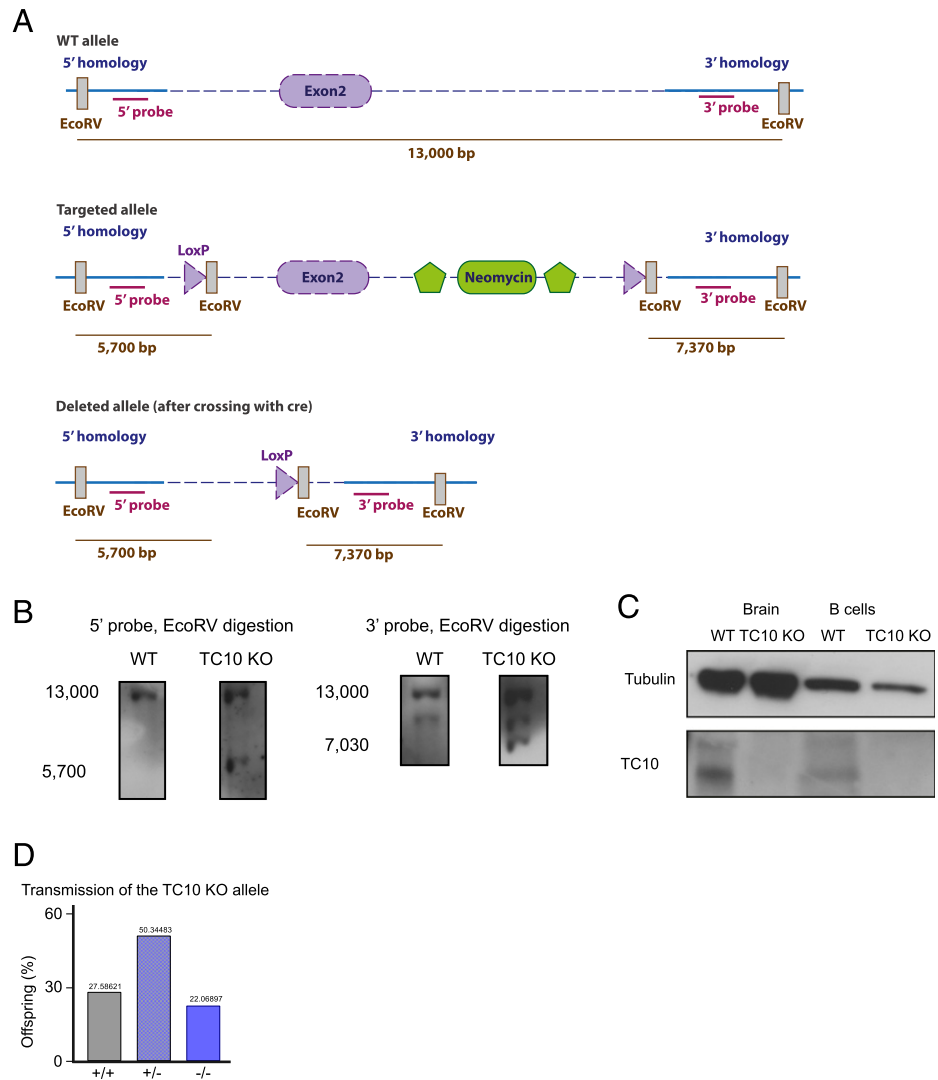 A
WT allele
5' homology
3' homology
Exon2
5' probe
3' probe
EcoRV
EcoRV
13,000 bp
Targeted allele
5' homology
3' homology
LoxP
Exon2
Neomycin
EcoRV
5' probe
EcoRV
EcoRV
3' probe
EcoRV
5,700 bp
7,370 bp
Deleted allele (after crossing with cre)
5' homology
3' homology
LoxP
EcoRV
5' probe
EcoRV
3' probe
EcoRV
5,700 bp
7,370 bp
B
5' probe, EcoRV digestion
WT
TC10 KO
13,000
5,700
3' probe, EcoRV digestion
WT
TC10 KO
13,000
7,030
C
Brain
B cells
WT TC10 KO
WT
TC10 KO
Tubulin
TC10
D
Transmission of the TC10 KO allele
Offspring (%)
60
30
0
27.58621
50.34483
22.06897
+/+
+/-
-/-